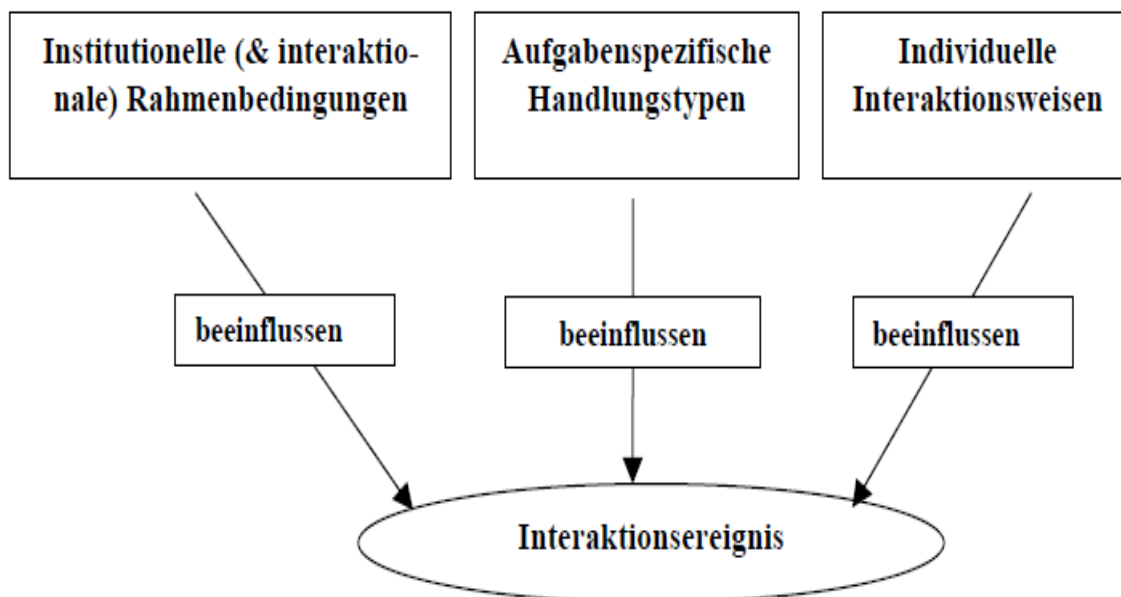 Institutionelle (& interaktio-
nale) Rahmenbedingungen
Aufgabenspezifische
Handlungstypen
Individuelle
Interaktionsweisen
beeinflussen
beeinflussen
beeinflussen
Interaktionsereignis